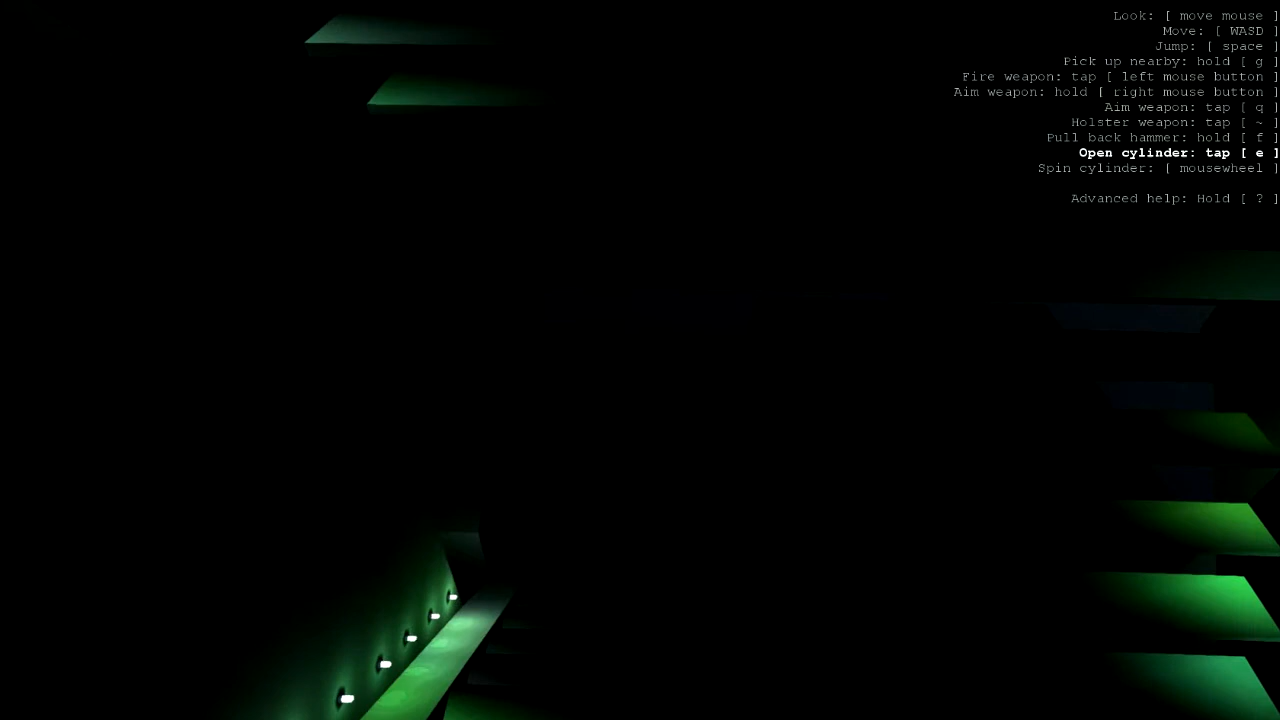 Look: [ move mouse ]
Move: [ WASD ]
Jump: [ space ]
Pick up nearby: hold [ g ]
Fire weapon: tap [ left mouse button ]
Aim weapon: hold [ right mouse button ]
Aim weapon: tap [ q ]
Holster weapon: tap [ ~ ]
Pull back hammer: hold [ f ]
Open cylinder: tap [ e ]
Spin cylinder: [ mousewheel ]
Advanced help: Hold [ ? ]